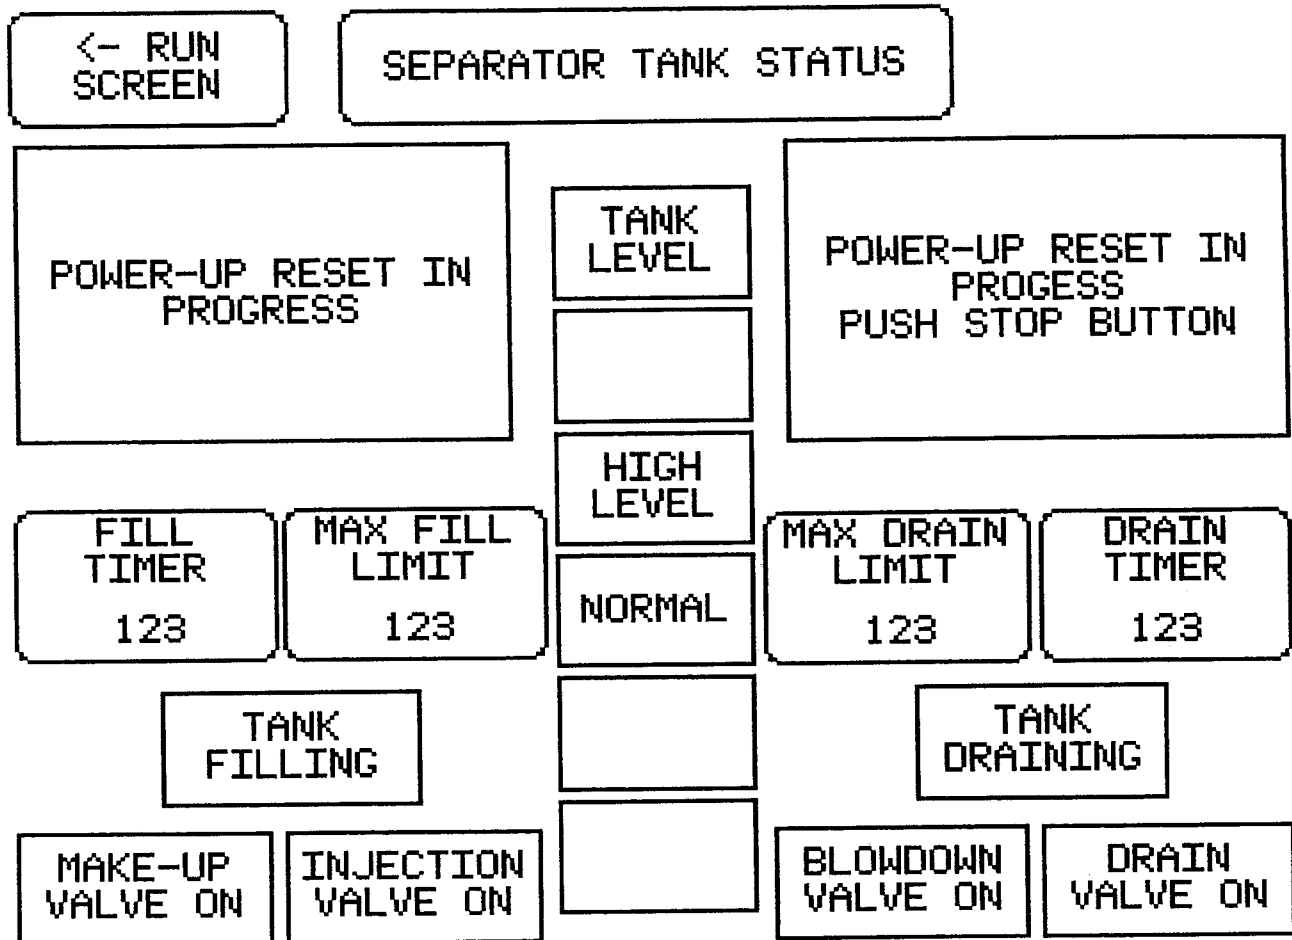 <- RUN
SCREEN
SEPARATOR TANK STATUS
POWER-UP RESET IN
PROGRESS
TANK
LEVEL
POWER-UP RESET IN
PROGESS
PUSH STOP BUTTON
HIGH
LEVEL
NORMAL
FILL
TIMER
123
MAX FILL
LIMIT
123
MAX DRAIN
LIMIT
123
DRAIN
TIMER
123
TANK
FILLING
TANK
DRAINING
MAKE-UP
VALVE ON
INJECTION
VALVE ON
BLOWDOWN
VALVE ON
DRAIN
VALVE ON